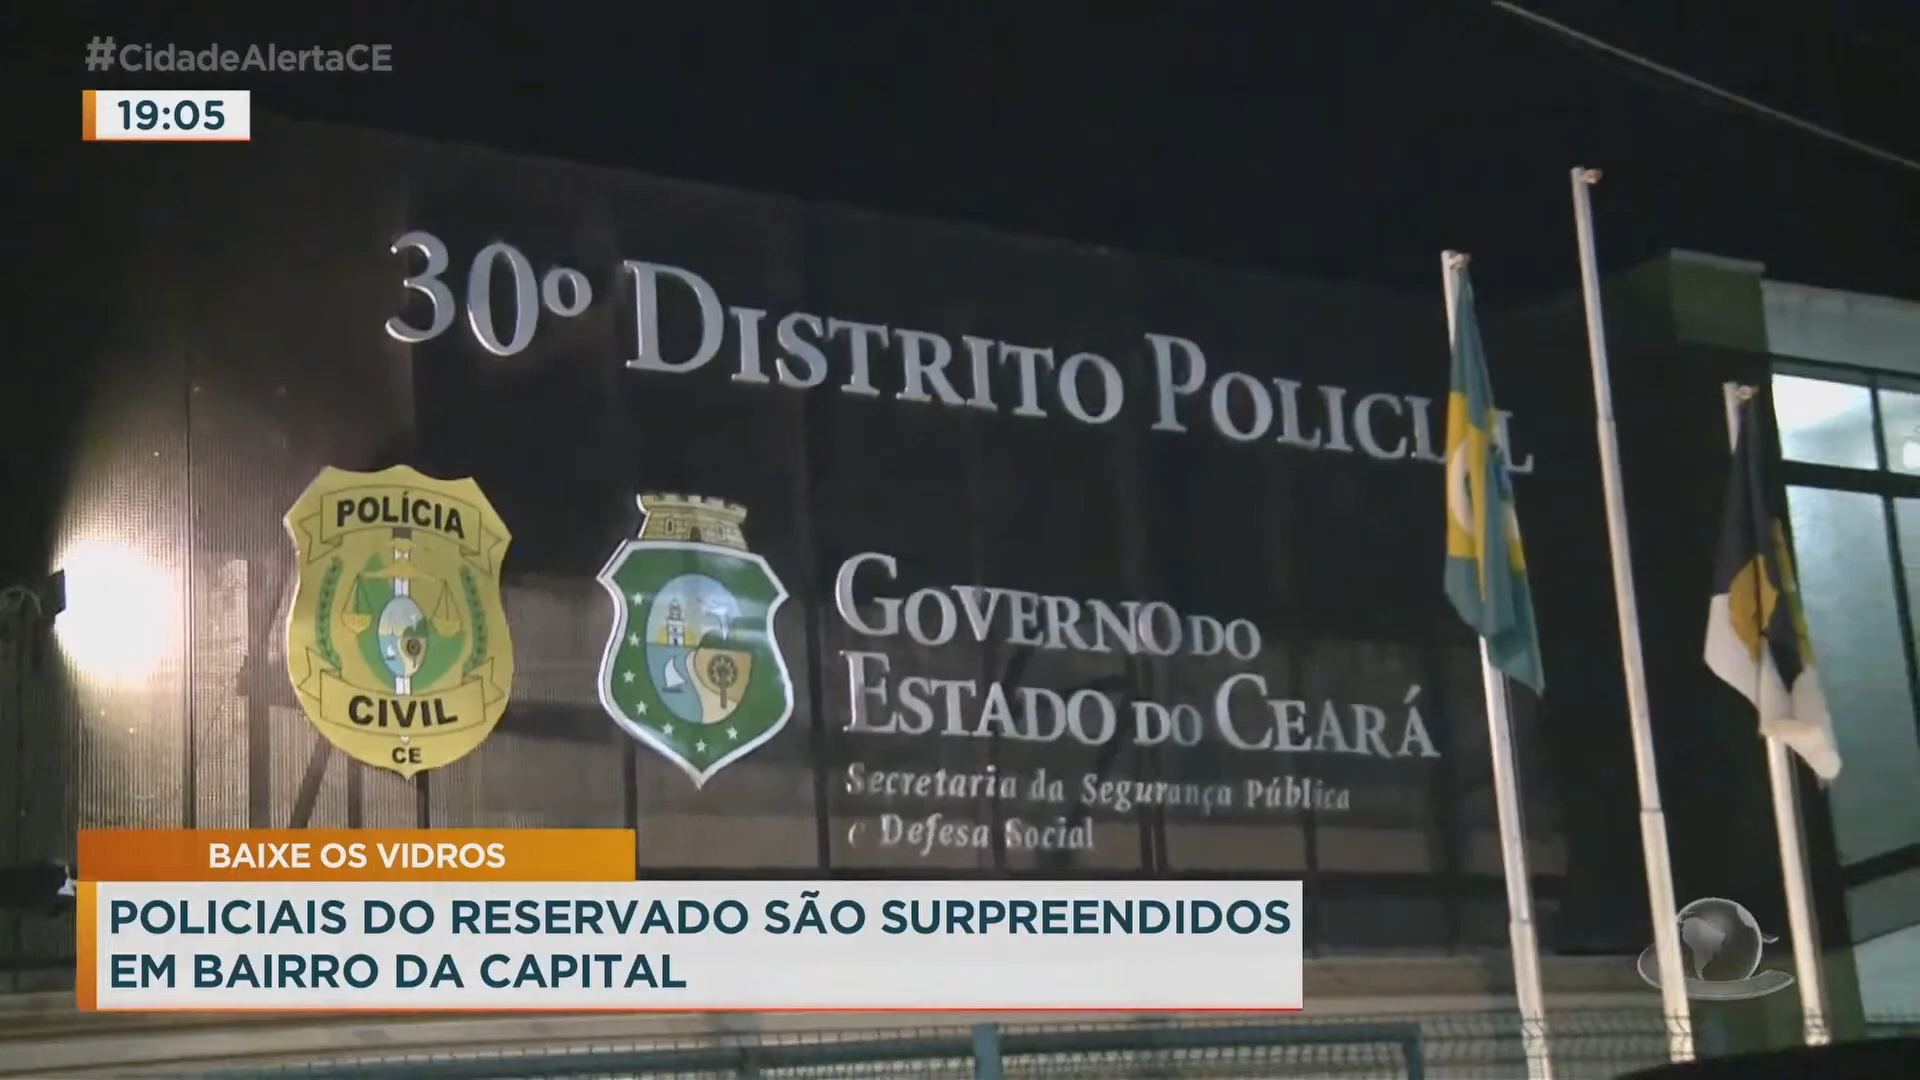 #CidadeAlertaCE
19:05
30º DISTRITO POLICIAL
POLÍCIA
CIVIL
CE
GOVERNO DO
ESTADO DO CEARÁ
Secretaria da Segurança Pública
e Defesa Social
BAIXE OS VIDROS
POLICIAIS DO RESERVADO SÃO SURPREENDIDOS
EM BAIRRO DA CAPITAL